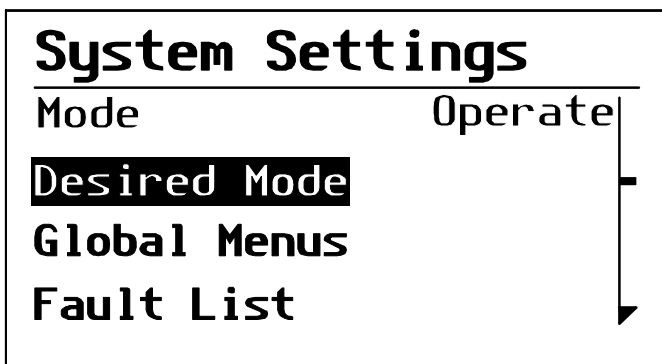 System Settings
Mode Operate
Desired Mode
Global Menus
Fault List